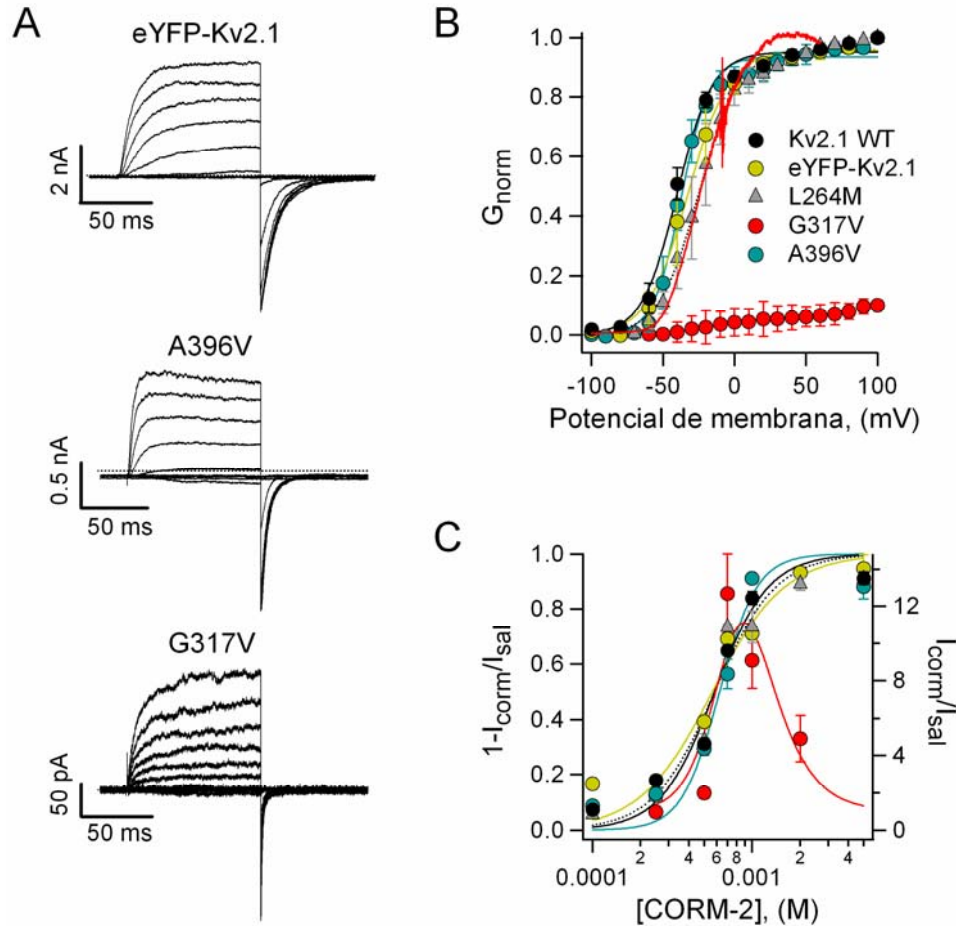 A
eYFP-Kv2.1
2 nA
50 ms
A396V
0.5 nA
50 ms
G317V
50 pA
50 ms
B
1.0
0.8
0.6
0.4
0.2
0.0
Gnorm
Kv2.1 WT
eYFP-Kv2.1
L264M
G317V
A396V
-100
-50
0
50
100
Potencial de membrana, (mV)
C
1.0
0.8
0.6
0.4
0.2
0.0
1-Icorm/Isal
12
8
4
0
Icorm/Isal
2
4
6
8
2
4
0.0001
0.001
[CORM-2], (M)